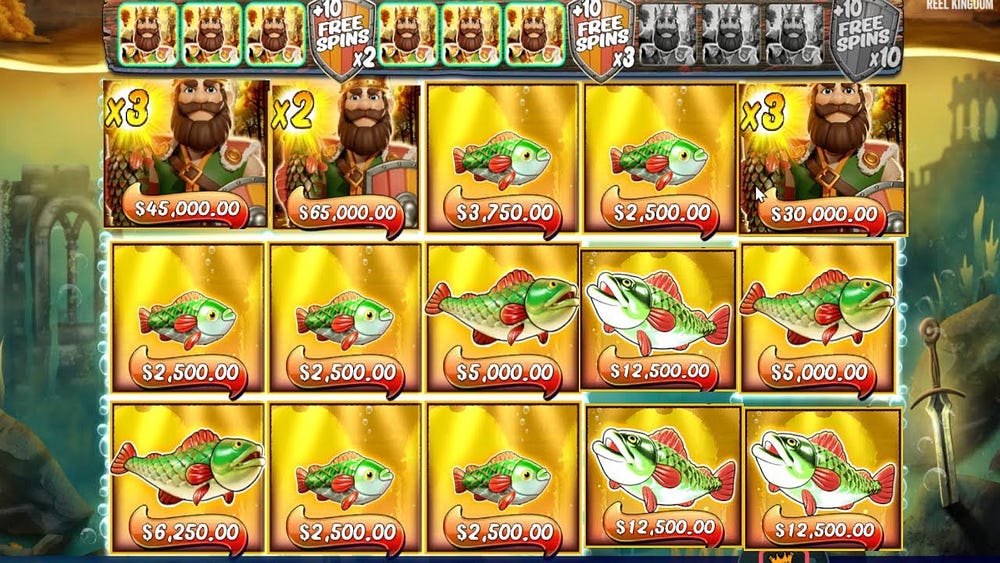 REEL KINGDOM
+10
FREE
SPINS
x2
+10
FREE
SPINS
x3
+10
FREE
SPINS
x10
x3
x2
x3
$45,000.00
$65,000.00
$3,750.00
$2,500.00
$30,000.00
$2,500.00
$2,500.00
$5,000.00
$12,500.00
$5,000.00
$6,250.00
$2,500.00
$2,500.00
$12,500.00
$12,500.00